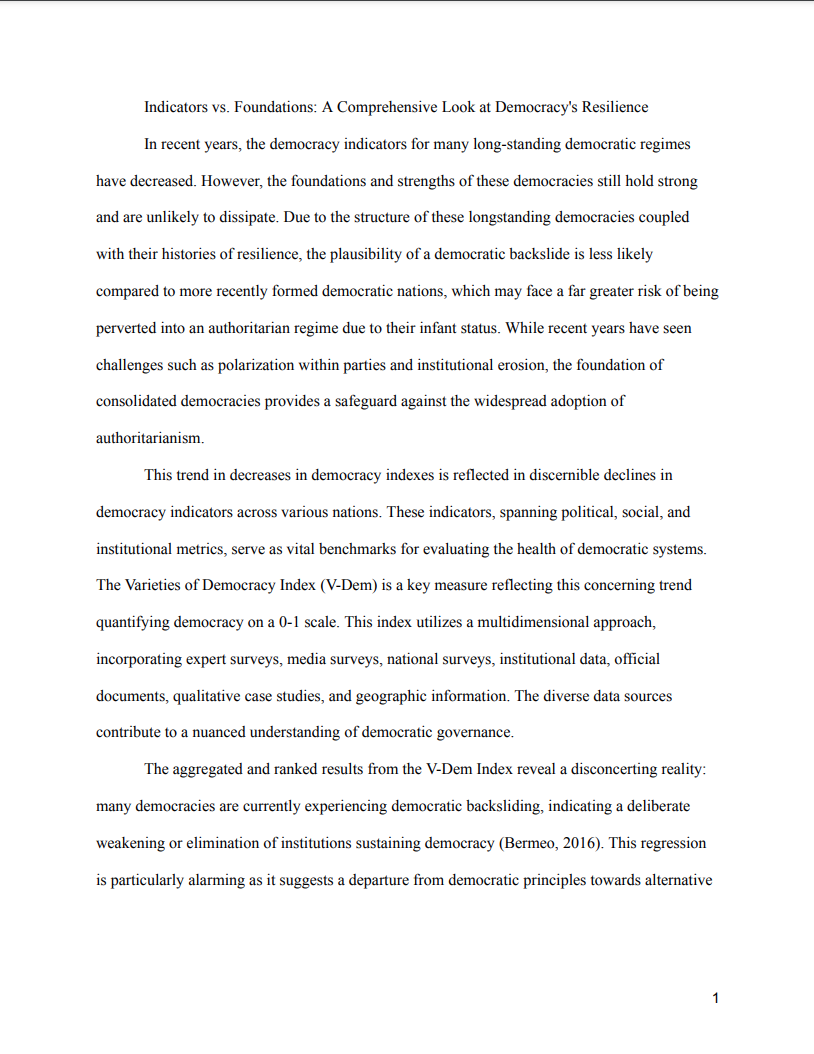 Indicators vs. Foundations: A Comprehensive Look at Democracy's Resilience
In recent years, the democracy indicators for many long-standing democratic regimes
have decreased. However, the foundations and strengths of these democracies still hold strong
and are unlikely to dissipate. Due to the structure of these longstanding democracies coupled
with their histories of resilience, the plausibility of a democratic backslide is less likely
compared to more recently formed democratic nations, which may face a far greater risk of being
perverted into an authoritarian regime due to their infant status. While recent years have seen
challenges such as polarization within parties and institutional erosion, the foundation of
consolidated democracies provides a safeguard against the widespread adoption of
authoritarianism.
This trend in decreases in democracy indexes is reflected in discernible declines in
democracy indicators across various nations. These indicators, spanning political, social, and
institutional metrics, serve as vital benchmarks for evaluating the health of democratic systems.
The Varieties of Democracy Index (V-Dem) is a key measure reflecting this concerning trend
quantifying democracy on a 0-1 scale. This index utilizes a multidimensional approach,
incorporating expert surveys, media surveys, national surveys, institutional data, official
documents, qualitative case studies, and geographic information. The diverse data sources
contribute to a nuanced understanding of democratic governance.
The aggregated and ranked results from the V-Dem Index reveal a disconcerting reality:
many democracies are currently experiencing democratic backsliding, indicating a deliberate
weakening or elimination of institutions sustaining democracy (Bermeo, 2016). This regression
is particularly alarming as it suggests a departure from democratic principles towards alternative
1